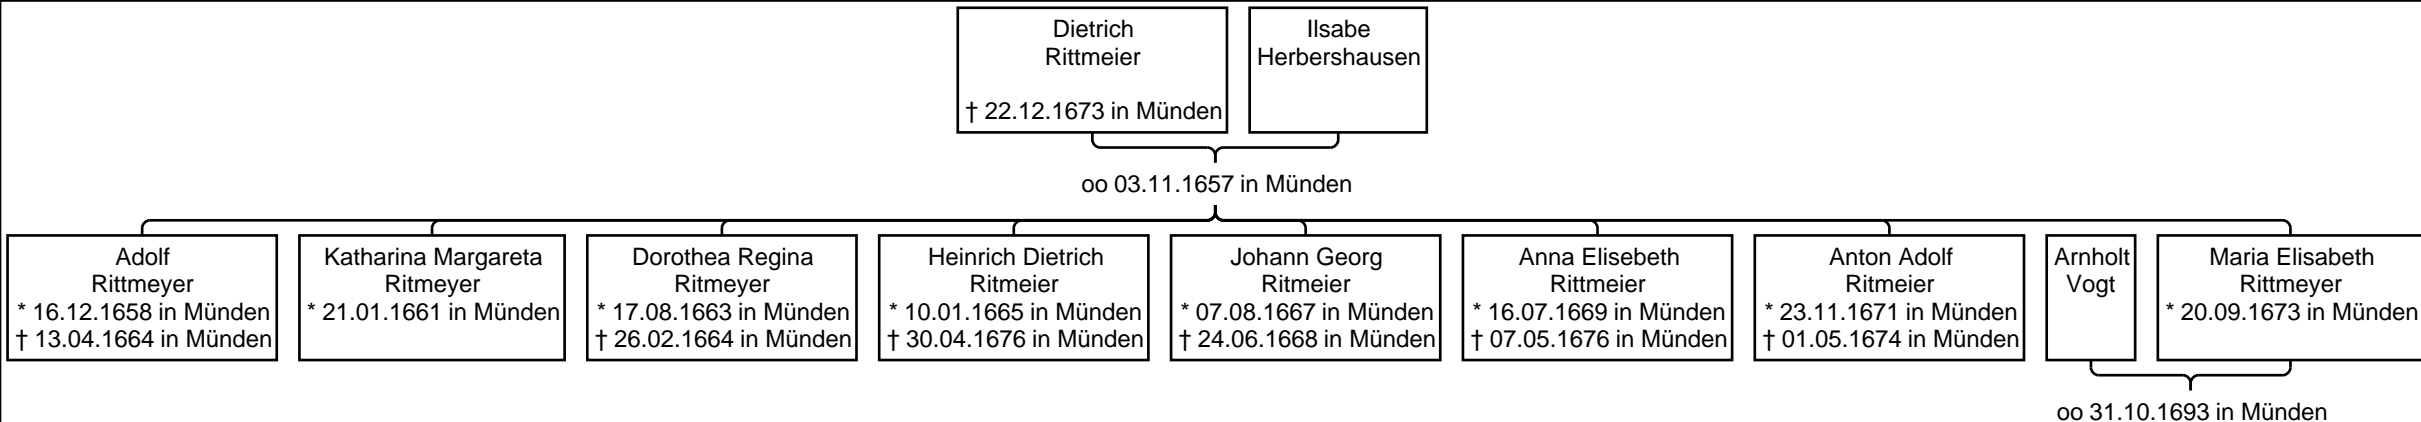 Dietrich
Rittmeier
† 22.12.1673 in Münden
Ilsabe
Herbershausen
oo 03.11.1657 in Münden
Adolf
Rittmeyer
* 16.12.1658 in Münden
† 13.04.1664 in Münden
Katharina Margareta
Ritmeyer
* 21.01.1661 in Münden
Dorothea Regina
Ritmeyer
* 17.08.1663 in Münden
† 26.02.1664 in Münden
Heinrich Dietrich
Ritmeier
* 10.01.1665 in Münden
† 30.04.1676 in Münden
Johann Georg
Ritmeier
* 07.08.1667 in Münden
† 24.06.1668 in Münden
Anna Elisebeth
Rittmeier
* 16.07.1669 in Münden
† 07.05.1676 in Münden
Anton Adolf
Ritmeier
* 23.11.1671 in Münden
† 01.05.1674 in Münden
Arnholt
Vogt
Maria Elisabeth
Rittmeyer
* 20.09.1673 in Münden
oo 31.10.1693 in Münden